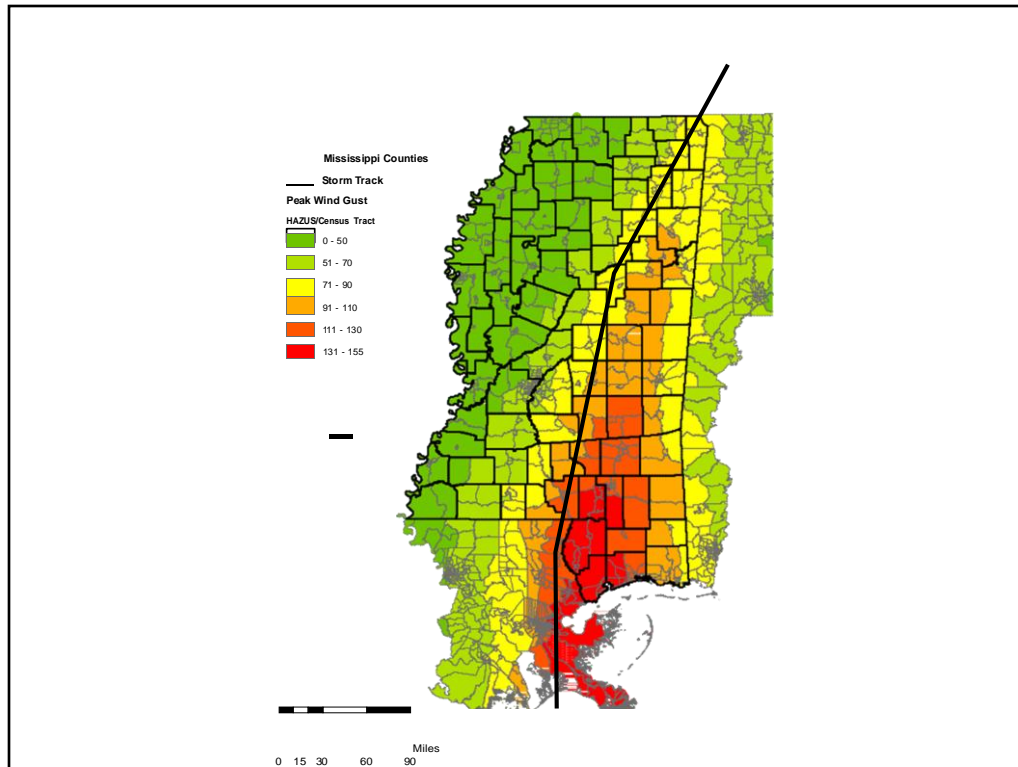 Mississippi Counties
Storm Track
Peak Wind Gust
HAZUS/Census Tract
0 - 50
51 - 70
71 - 90
91 - 110
111 - 130
131 - 155
Miles
0 15 30 60 90